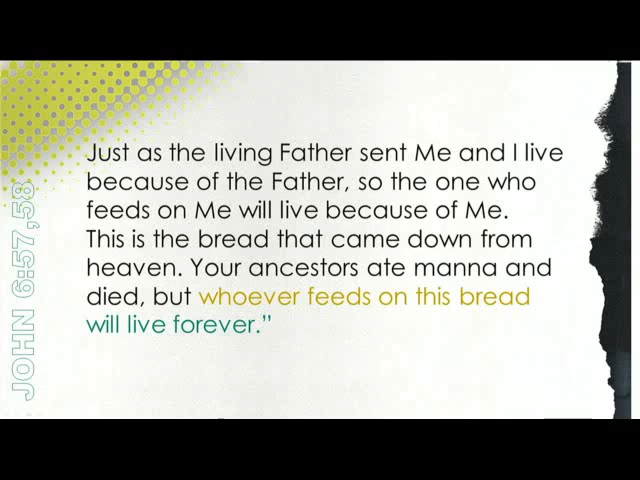 JOHN 6:57,58
Just as the living Father sent Me and I live
because of the Father, so the one who
feeds on Me will live because of Me.
This is the bread that came down from
heaven. Your ancestors ate manna and
died, but whoever feeds on this bread
will live forever.”